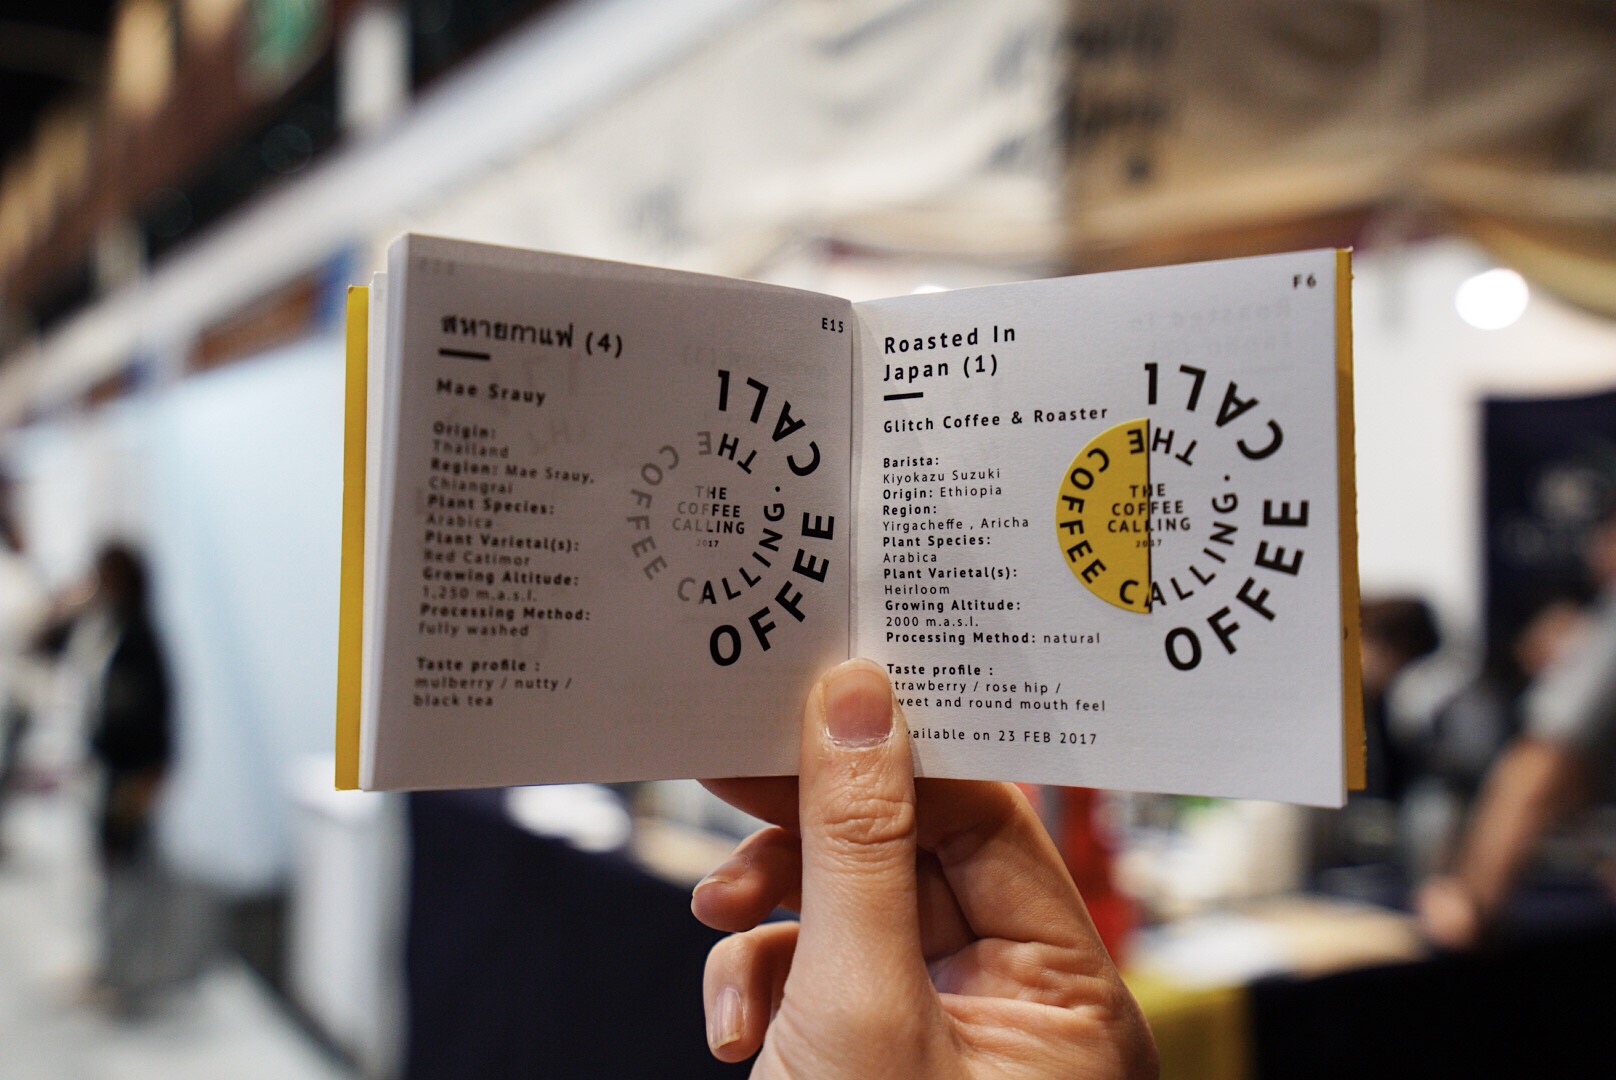 E15
สหายกาแฟ (4)
Mae Srauy
Origin:
Thailand
Region: Mae Srauy,
Chiangrai
Plant Species:
Arabica
Plant Varietal(s):
Red Catimor
Growing Altitude:
1,250 m.a.s.l.
Processing Method:
fully washed
Taste profile :
mulberry / nutty /
black tea
THE
COFFEE
CALLING
2017
THE COFFEE CALLING.
OFFEE CALLI
F6
Roasted In
Japan (1)
Glitch Coffee & Roaster
Barista:
Kiyokazu Suzuki
Origin: Ethiopia
Region:
Yirgacheffe , Aricha
Plant Species:
Arabica
Plant Varietal(s):
Heirloom
Growing Altitude:
2000 m.a.s.l.
Processing Method: natural
Taste profile :
trawberry / rose hip /
weet and round mouth feel
vailable on 23 FEB 2017
THE
COFFEE
CALLING
2017
THE COFFEE CALLING.
OFFEE CALLI